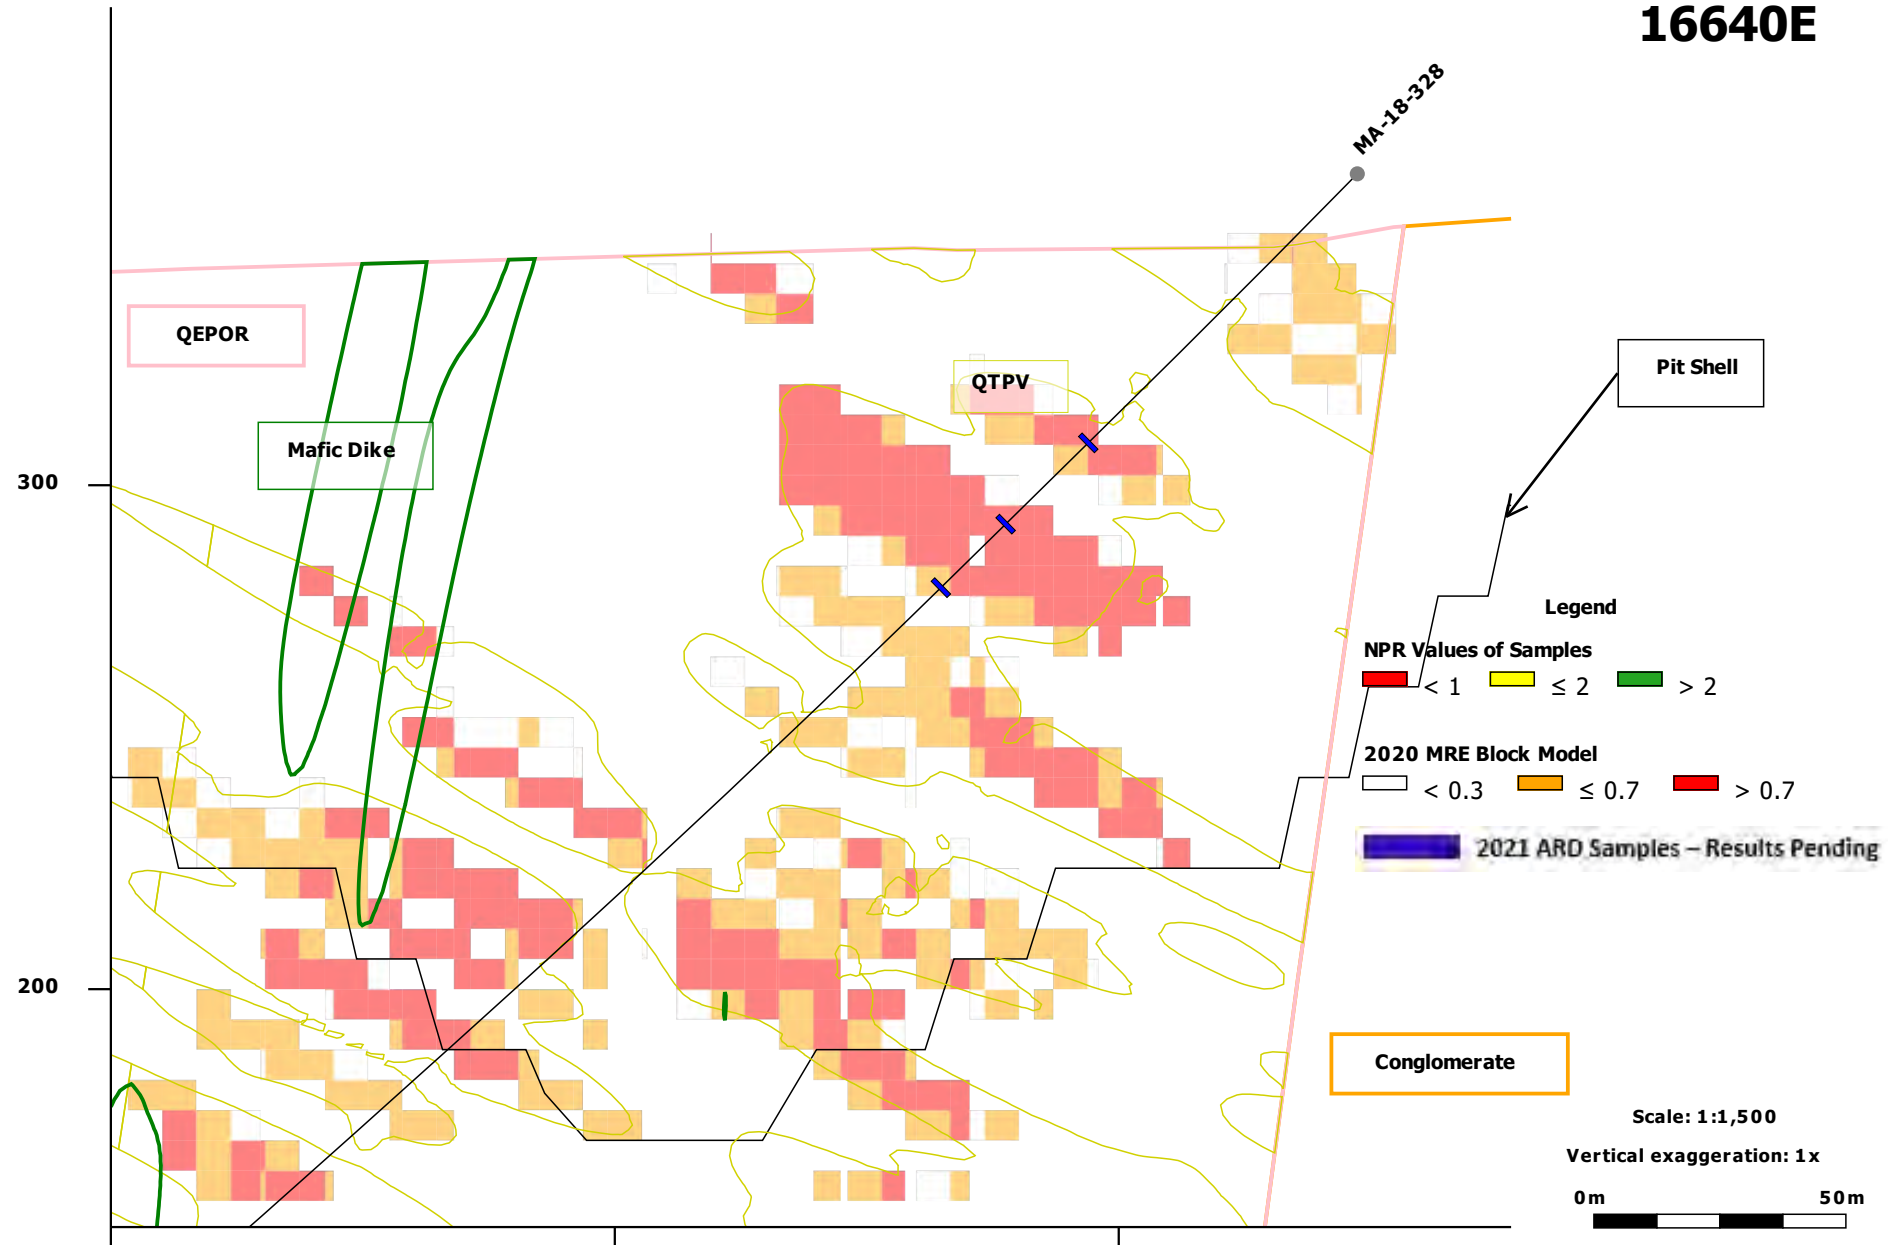 16640E
MA-18-328
QEPOR
Pit Shell
QTPV
Mafic Dike
300
Legend
NPR Values of Samples
< 1
≤ 2
> 2
2020 MRE Block Model
< 0.3
≤ 0.7
> 0.7
2021 ARD Samples – Results Pending
200
Conglomerate
Scale: 1:1,500
Vertical exaggeration: 1x
0m
50m